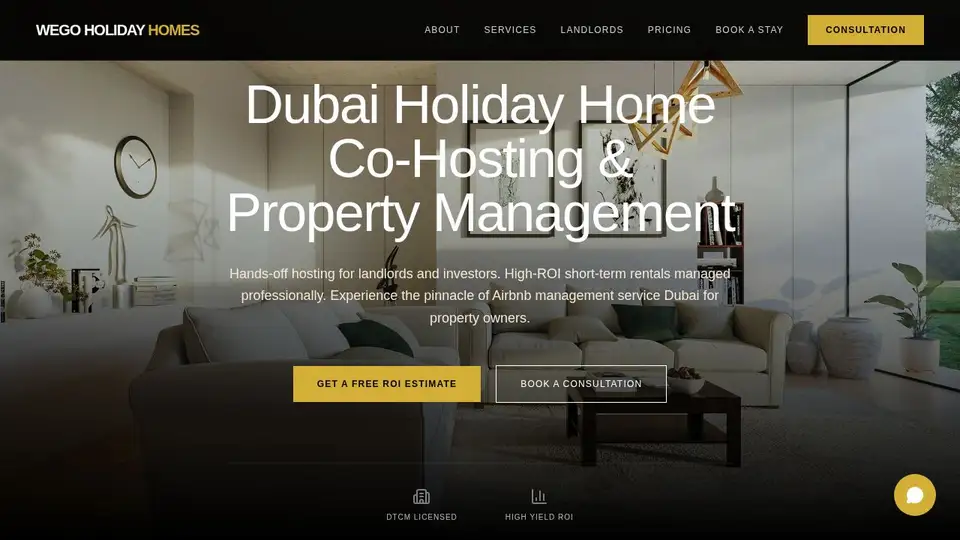 WEGO HOLIDAY HOMES
ABOUT
SERVICES
LANDLORDS
PRICING
BOOK A STAY
CONSULTATION
Dubai Holiday Home
Co-Hosting &
Property Management
Hands-off hosting for landlords and investors. High-ROI short-term rentals managed
professionally. Experience the pinnacle of Airbnb management service Dubai for
property owners.
GET A FREE ROI ESTIMATE
BOOK A CONSULTATION
DTCM LICENSED
HIGH YIELD ROI